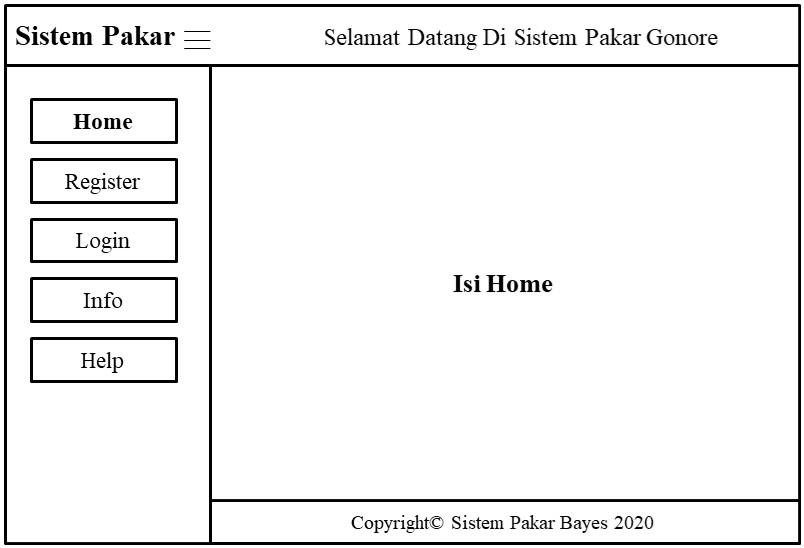 Sistem Pakar
Selamat Datang Di Sistem Pakar Gonore
Home
Register
Login
Info
Help
Isi Home
Copyright© Sistem Pakar Bayes 2020